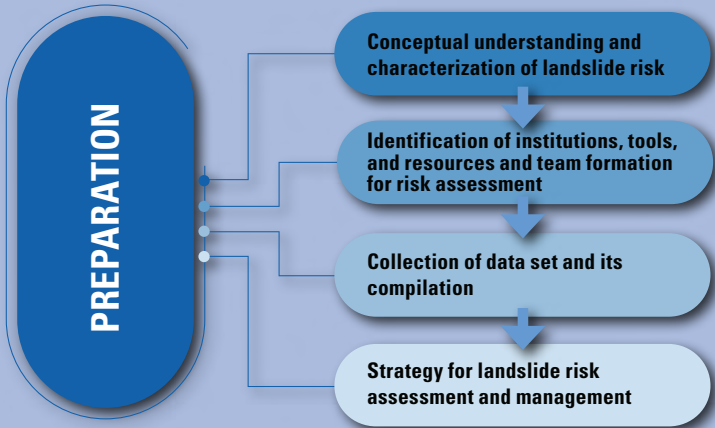 PREPARATION
Conceptual understanding and
characterization of landslide risk
Identification of institutions, tools,
and resources and team formation
for risk assessment
Collection of data set and its
compilation
Strategy for landslide risk
assessment and management